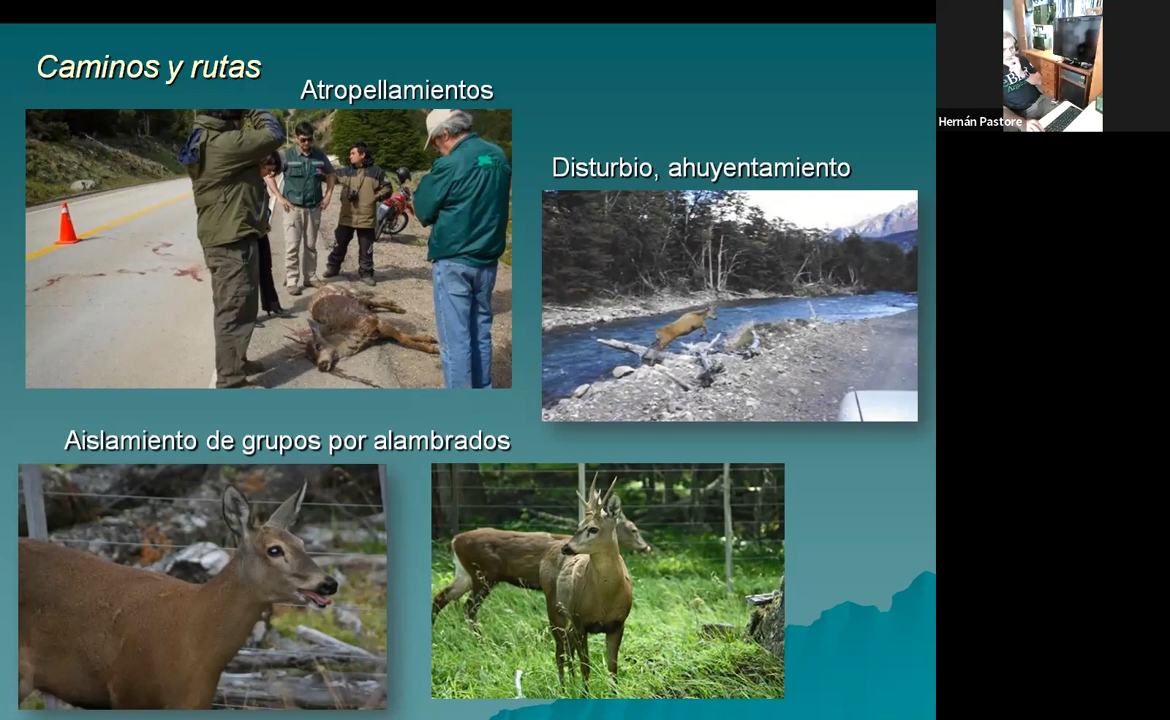 Caminos y rutas
Atropellamientos
Disturbio, ahuyentamiento
Aislamiento de grupos por alambrados
Hernán Pastore